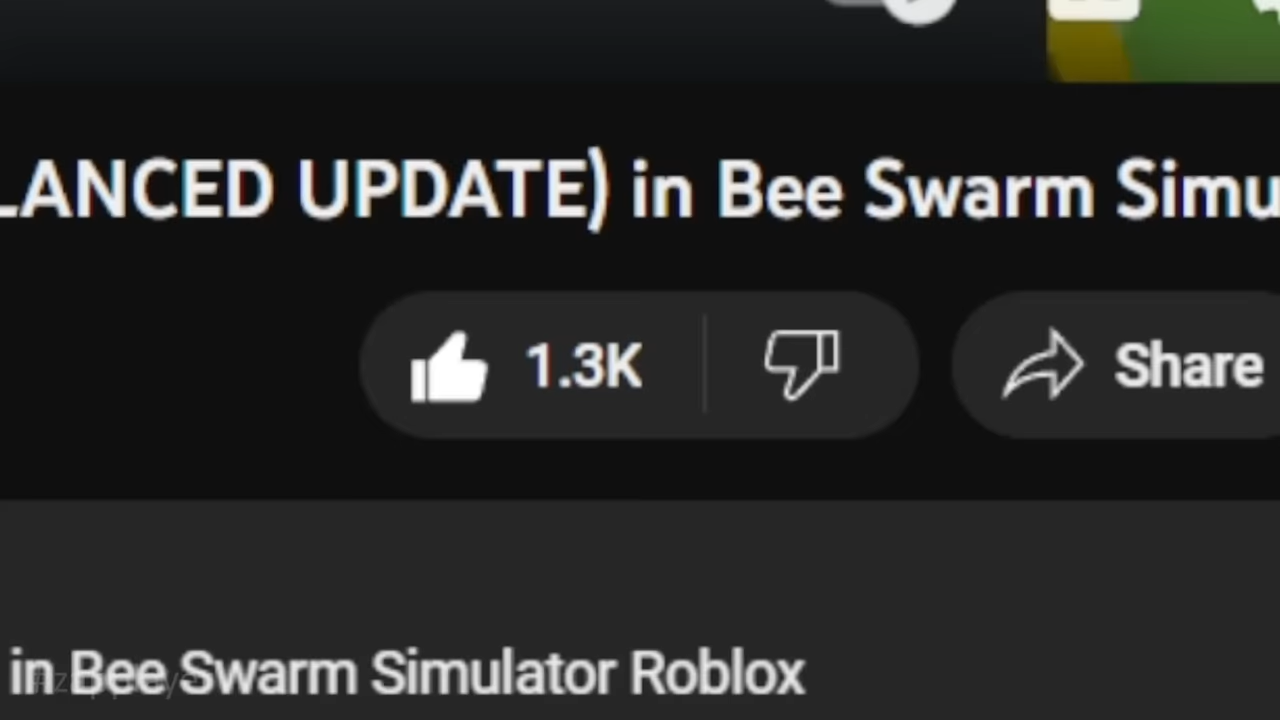 LANCED UPDATE) in Bee Swarm Simu
1.3K
Share
in Bee Swarm Simulator Roblox